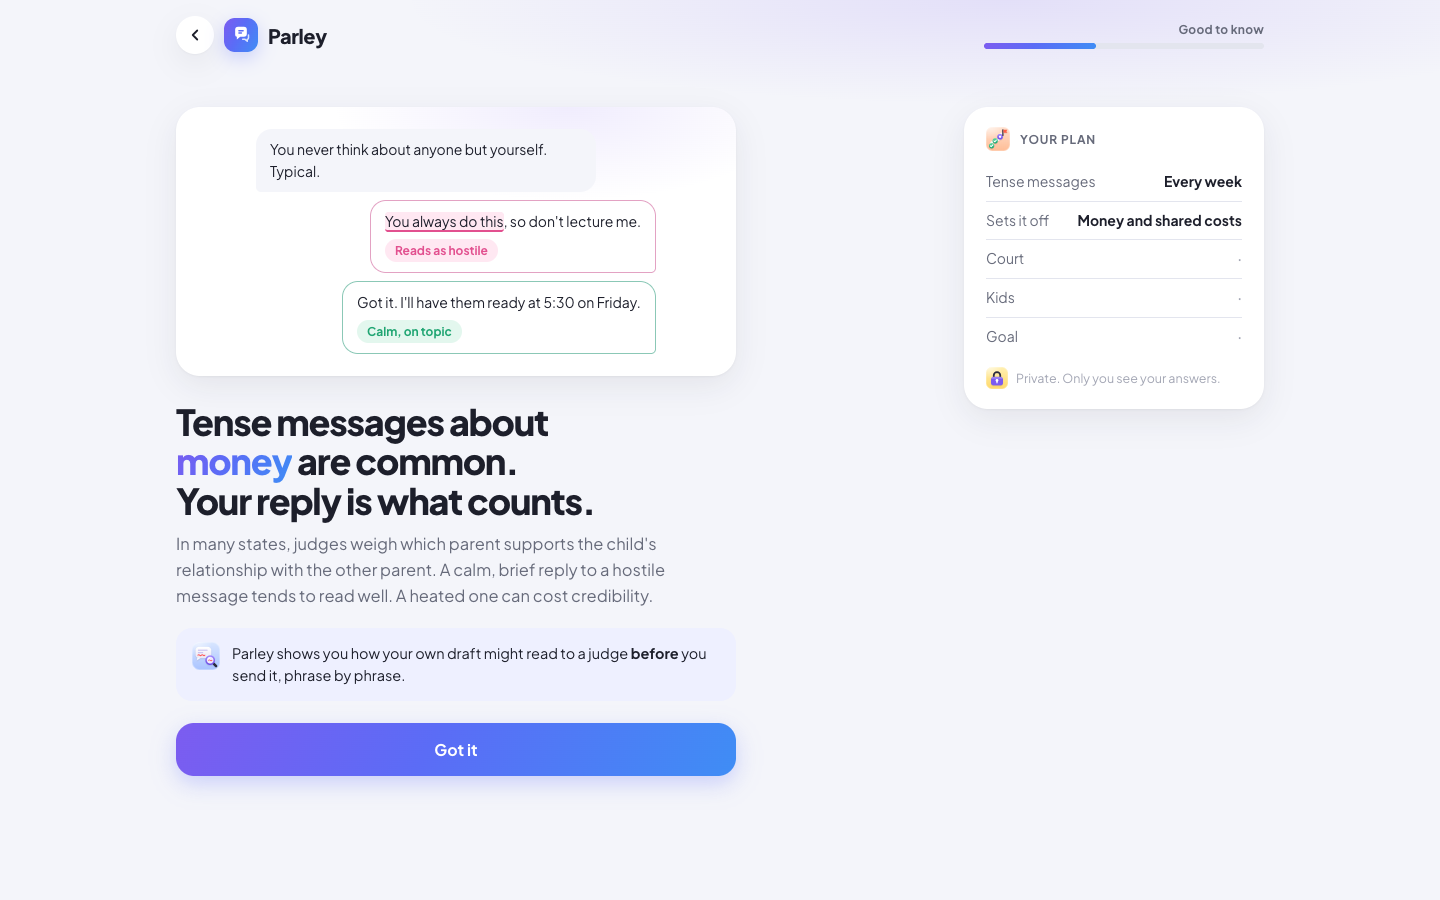 Parley
Good to know
You never think about anyone but yourself.
Typical.
You always do this, so don't lecture me.
Reads as hostile
Got it. I'll have them ready at 5:30 on Friday.
Calm, on topic
Tense messages about
money are common.
Your reply is what counts.
In many states, judges weigh which parent supports the child's
relationship with the other parent. A calm, brief reply to a hostile
message tends to read well. A heated one can cost credibility.
Parley shows you how your own draft might read to a judge before you
send it, phrase by phrase.
Got it
YOUR PLAN
Tense messages Every week
Sets it off Money and shared costs
Court ·
Kids ·
Goal ·
Private. Only you see your answers.